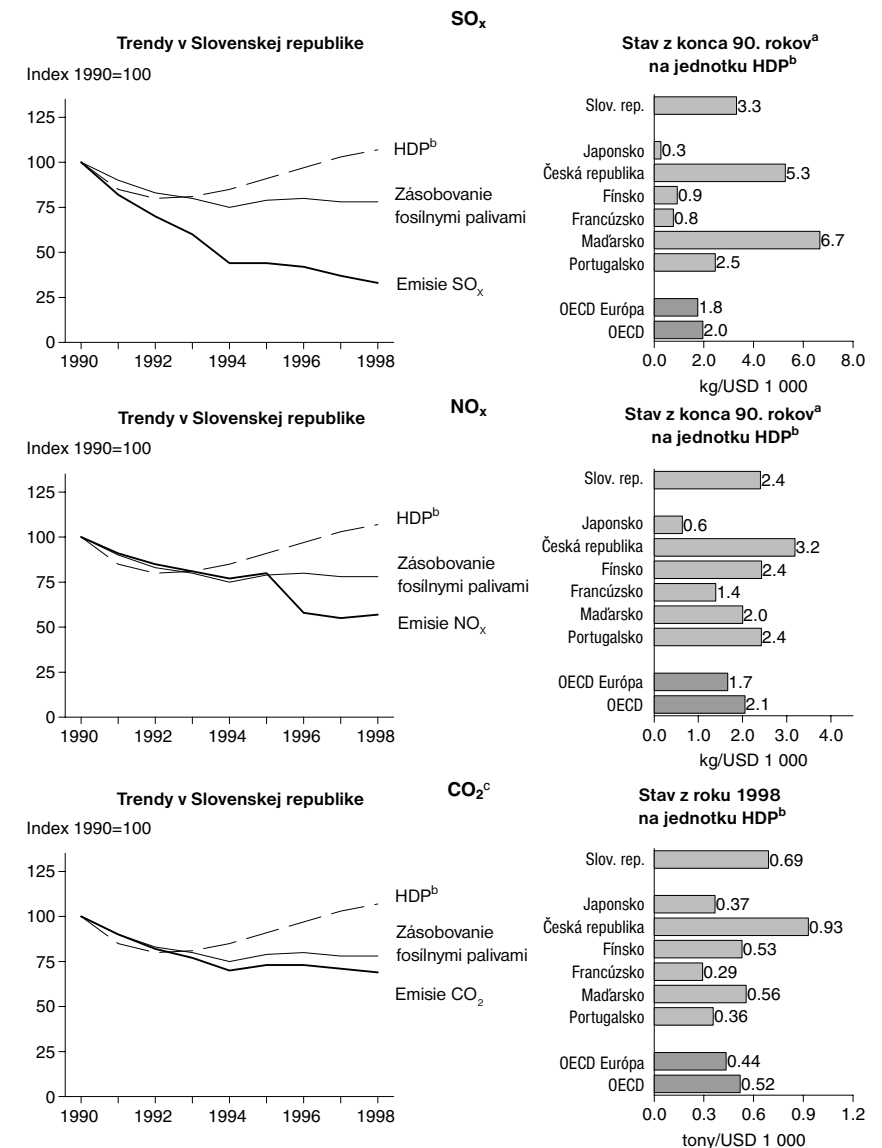 SOx
Trendy v Slovenskej republike
Index 1990=100
125
100
75
50
25
0
1990
1992
1994
1996
1998
HDPb
Zásobovanie
fosílnymi palivami
Emisie SOx
Stav z konca 90. rokova
na jednotku HDPb
Slov. rep.
3.3
Japonsko
0.3
Česká republika
5.3
Fínsko
0.9
Francúzsko
0.8
Maďarsko
6.7
Portugalsko
2.5
OECD Európa
1.8
OECD
2.0
0.0
2.0
4.0
6.0
8.0
kg/USD 1 000
NOx
Trendy v Slovenskej republike
Index 1990=100
125
100
75
50
25
0
1990
1992
1994
1996
1998
HDPb
Zásobovanie
fosílnymi palivami
Emisie NOx
Stav z konca 90. rokova
na jednotku HDPb
Slov. rep.
2.4
Japonsko
0.6
Česká republika
3.2
Fínsko
2.4
Francúzsko
1.4
Maďarsko
2.0
Portugalsko
2.4
OECD Európa
1.7
OECD
2.1
0.0
1.0
2.0
3.0
4.0
kg/USD 1 000
CO2c
Trendy v Slovenskej republike
Index 1990=100
125
100
75
50
25
0
1990
1992
1994
1996
1998
HDPb
Zásobovanie
fosílnymi palivami
Emisie CO2
Stav z roku 1998
na jednotku HDPb
Slov. rep.
0.69
Japonsko
0.37
Česká republika
0.93
Fínsko
0.53
Francúzsko
0.29
Maďarsko
0.56
Portugalsko
0.36
OECD Európa
0.44
OECD
0.52
0.0
0.3
0.6
0.9
1.2
tony/USD 1 000